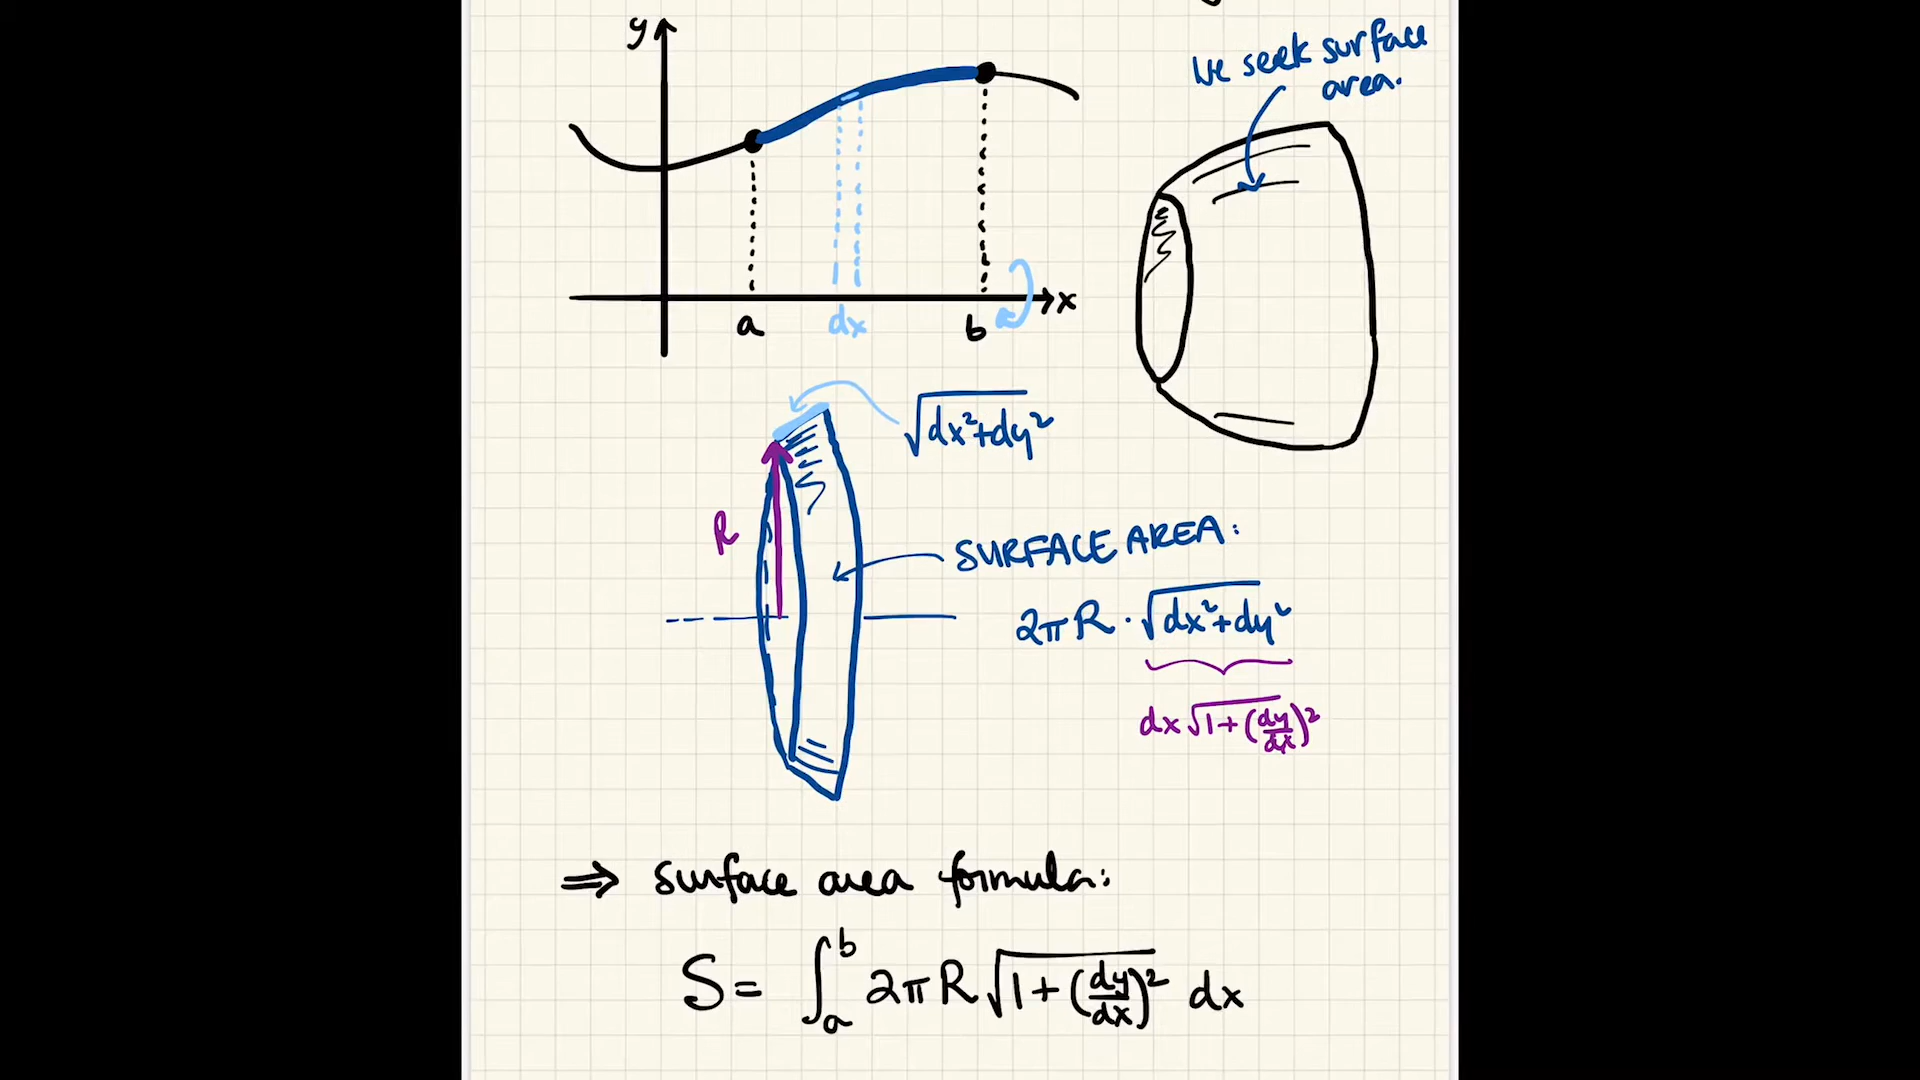 y
We seek surface
area.
x
a
dx
b
√dx²+dy²
R
SURFACE AREA:
2πR · √dx²+dy²
dx√1+(dy/dx)²
⇒ surface area formula:
S = ∫ₐᵇ 2πR √1+(dy/dx)² dx